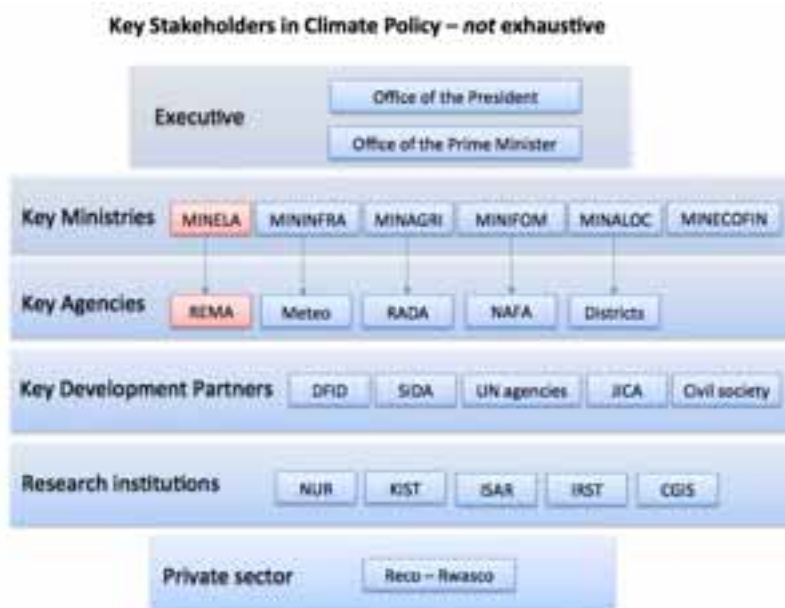 Key Stakeholders in Climate Policy – not exhaustive
Executive
Office of the President
Office of the Prime Minister
Key Ministries MINELA MININFRA MINAGRI MINIFOM MINALOC MINECOFIN
Key Agencies REMA Meteo RADA NAFA Districts
Key Development Partners DFID SIDA UN agencies JICA Civil society
Research institutions NUR KIST ISAR IRST CGIS
Private sector Reco – Rwasco